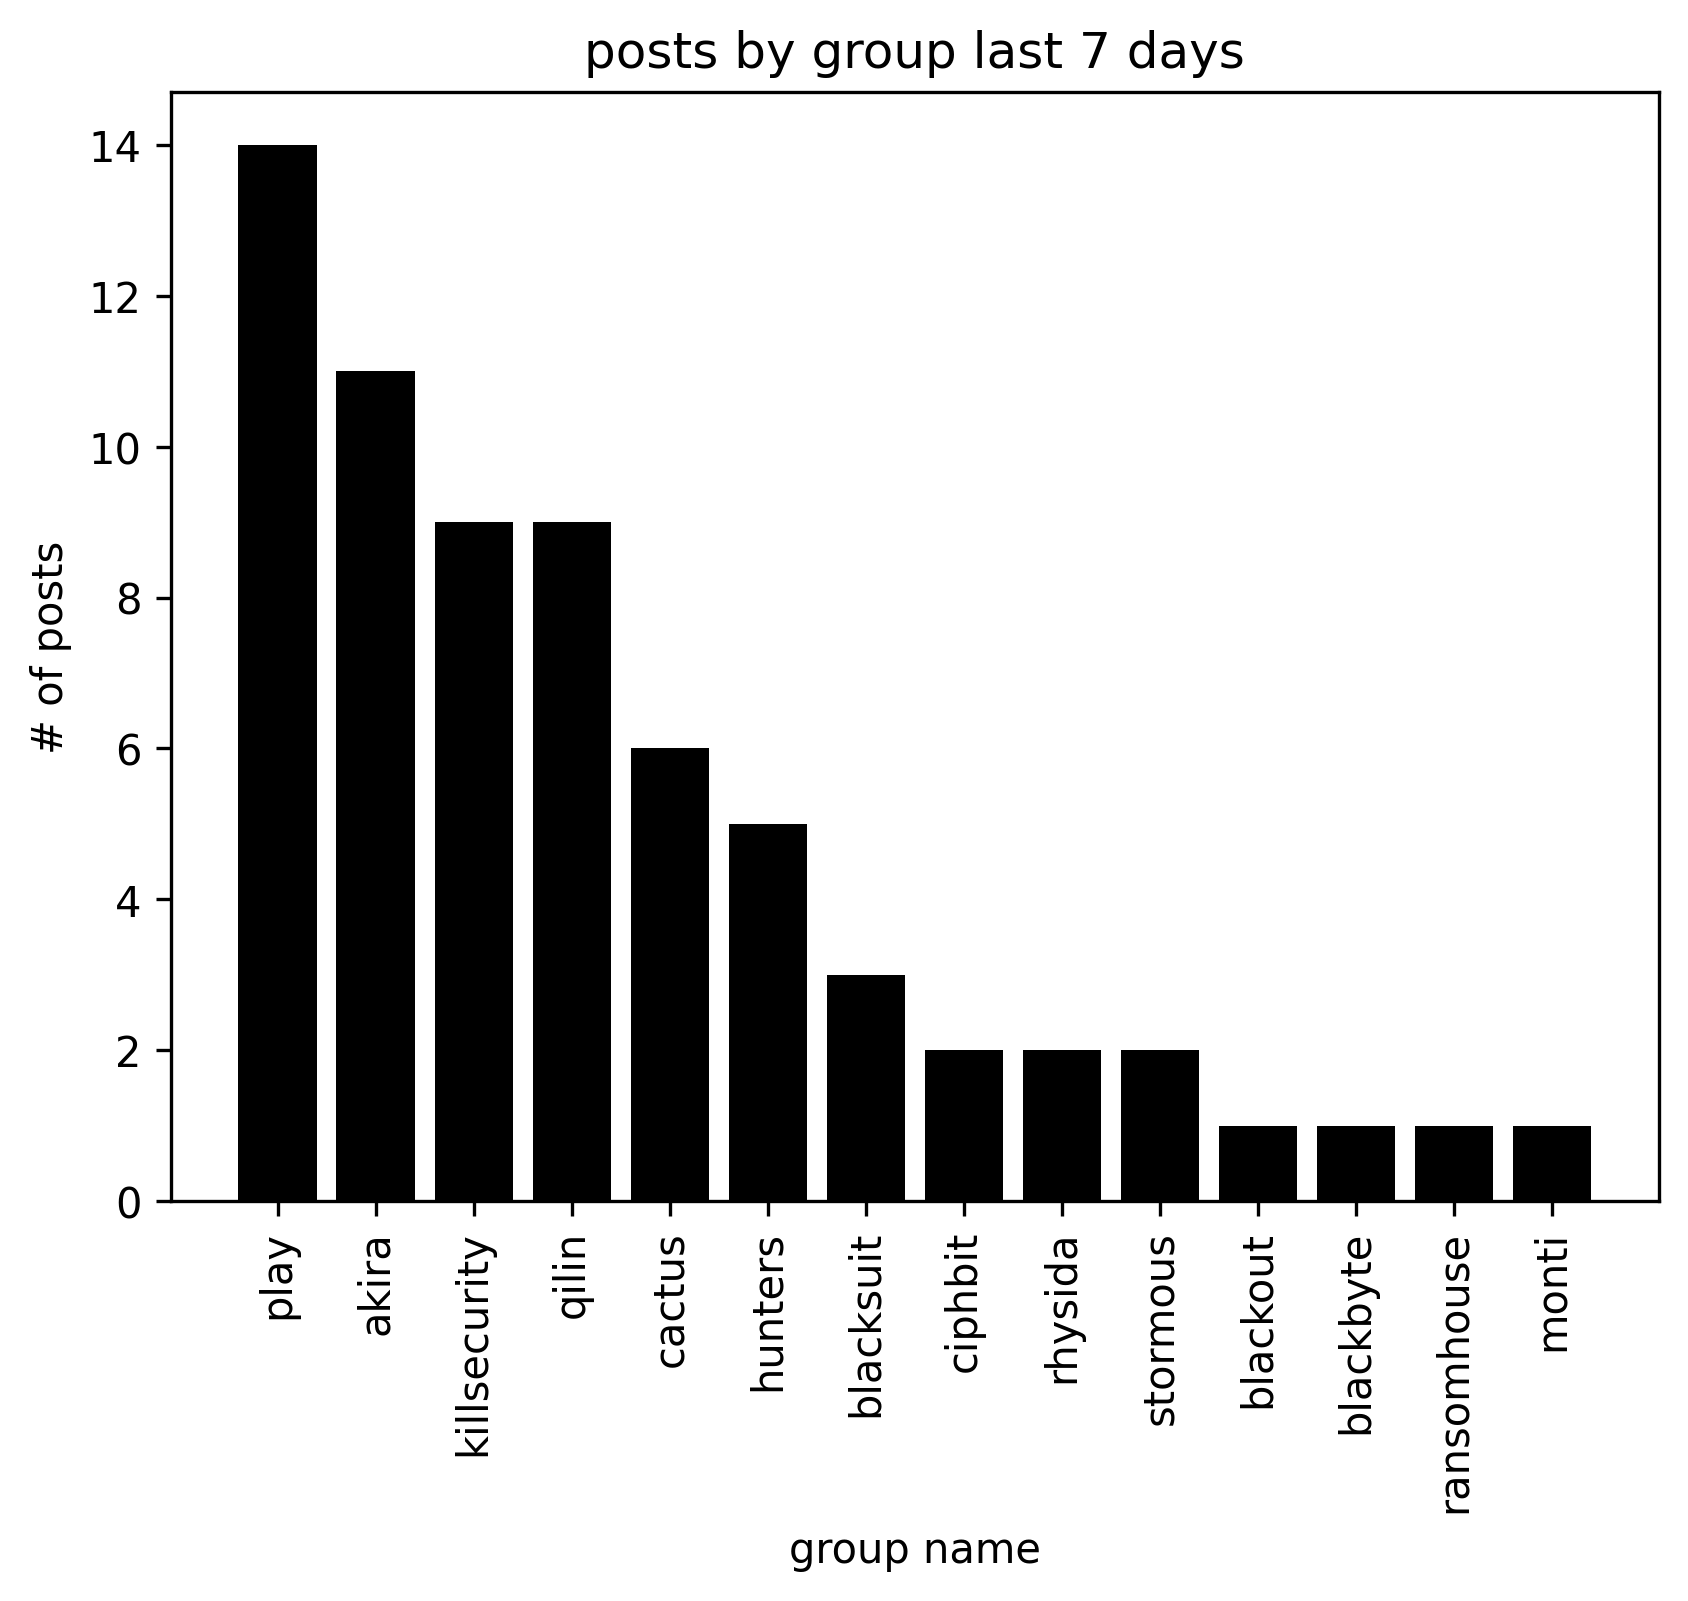 posts by group last 7 days
14
12
10
8
6
4
2
0
# of posts
play
akira
killsecurity
qilin
cactus
hunters
blacksuit
ciphbit
rhysida
stormous
blackout
blackbyte
ransomhouse
monti
group name